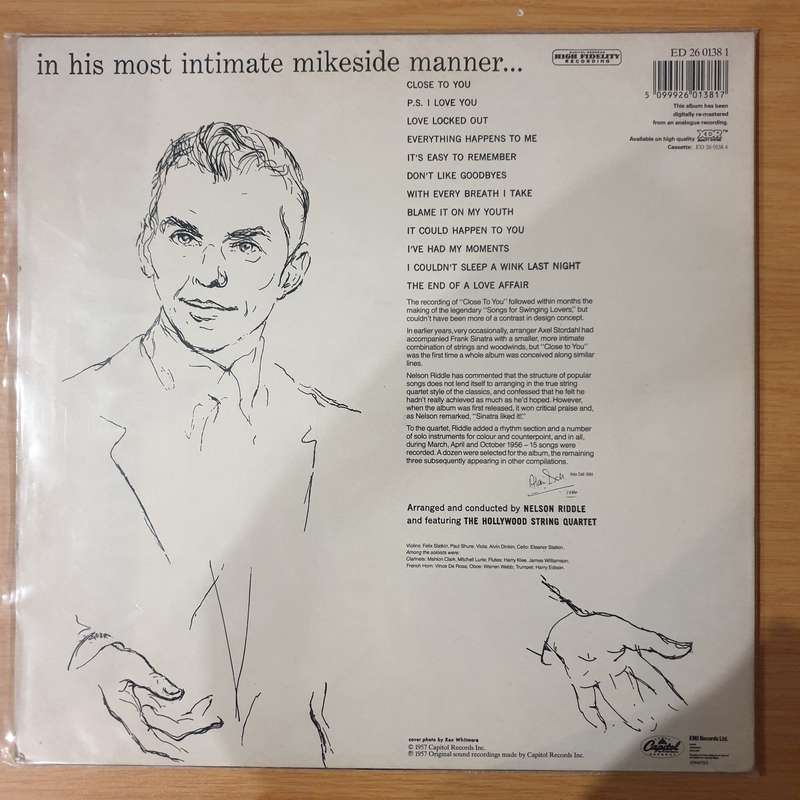 in his most intimate mikeside manner...
HIGH FIDELITY
RECORDING
ED 26 0138 1
5 099926 013817
This album has been
digitally re-mastered
from an analogue recording.
Available on high quality XDR
Cassette: ED 26 0138 4
CLOSE TO YOU
P.S. I LOVE YOU
LOVE LOCKED OUT
EVERYTHING HAPPENS TO ME
IT'S EASY TO REMEMBER
DON'T LIKE GOODBYES
WITH EVERY BREATH I TAKE
BLAME IT ON MY YOUTH
IT COULD HAPPEN TO YOU
I'VE HAD MY MOMENTS
I COULDN'T SLEEP A WINK LAST NIGHT
THE END OF A LOVE AFFAIR
The recording of "Close To You" followed within months the
making of the legendary "Songs for Swinging Lovers," but
couldn't have been more of a contrast in design concept.
In earlier years, very occasionally, arranger Axel Stordahl had
accompanied Frank Sinatra with a smaller, more intimate
combination of strings and woodwinds, but "Close to You"
was the first time a whole album was conceived along similar
lines.
Nelson Riddle has commented that the structure of popular
songs does not lend itself to arranging in the true string
quartet style of the classics, and confessed that he felt he
hadn't really achieved as much as he'd hoped. However,
when the album was first released, it won critical praise and,
as Nelson remarked, "Sinatra liked it!."
To the quartet, Riddle added a rhythm section and a number
of solo instruments for colour and counterpoint, and in all,
during March, April and October 1956 – 15 songs were
recorded. A dozen were selected for the album, the remaining
three subsequently appearing in other compilations.
Arranged and conducted by NELSON RIDDLE
and featuring THE HOLLYWOOD STRING QUARTET
Violins: Felix Slatkin, Paul Shure; Viola: Alvin Dinkin; Cello: Eleanor Slatkin.
Among the soloists were:
Clarinets: Mahlon Clark, Mitchell Lurie; Flutes: Harry Klee, James Williamson;
French Horn: Vince De Rosa; Oboe: Warren Webb; Trumpet: Harry Edison.
cover photo by Ken Whitmore
© 1957 Capitol Records Inc.
℗ 1957 Original sound recordings made by Capitol Records Inc.
Capitol
RECORDS
EMI Records Ltd.